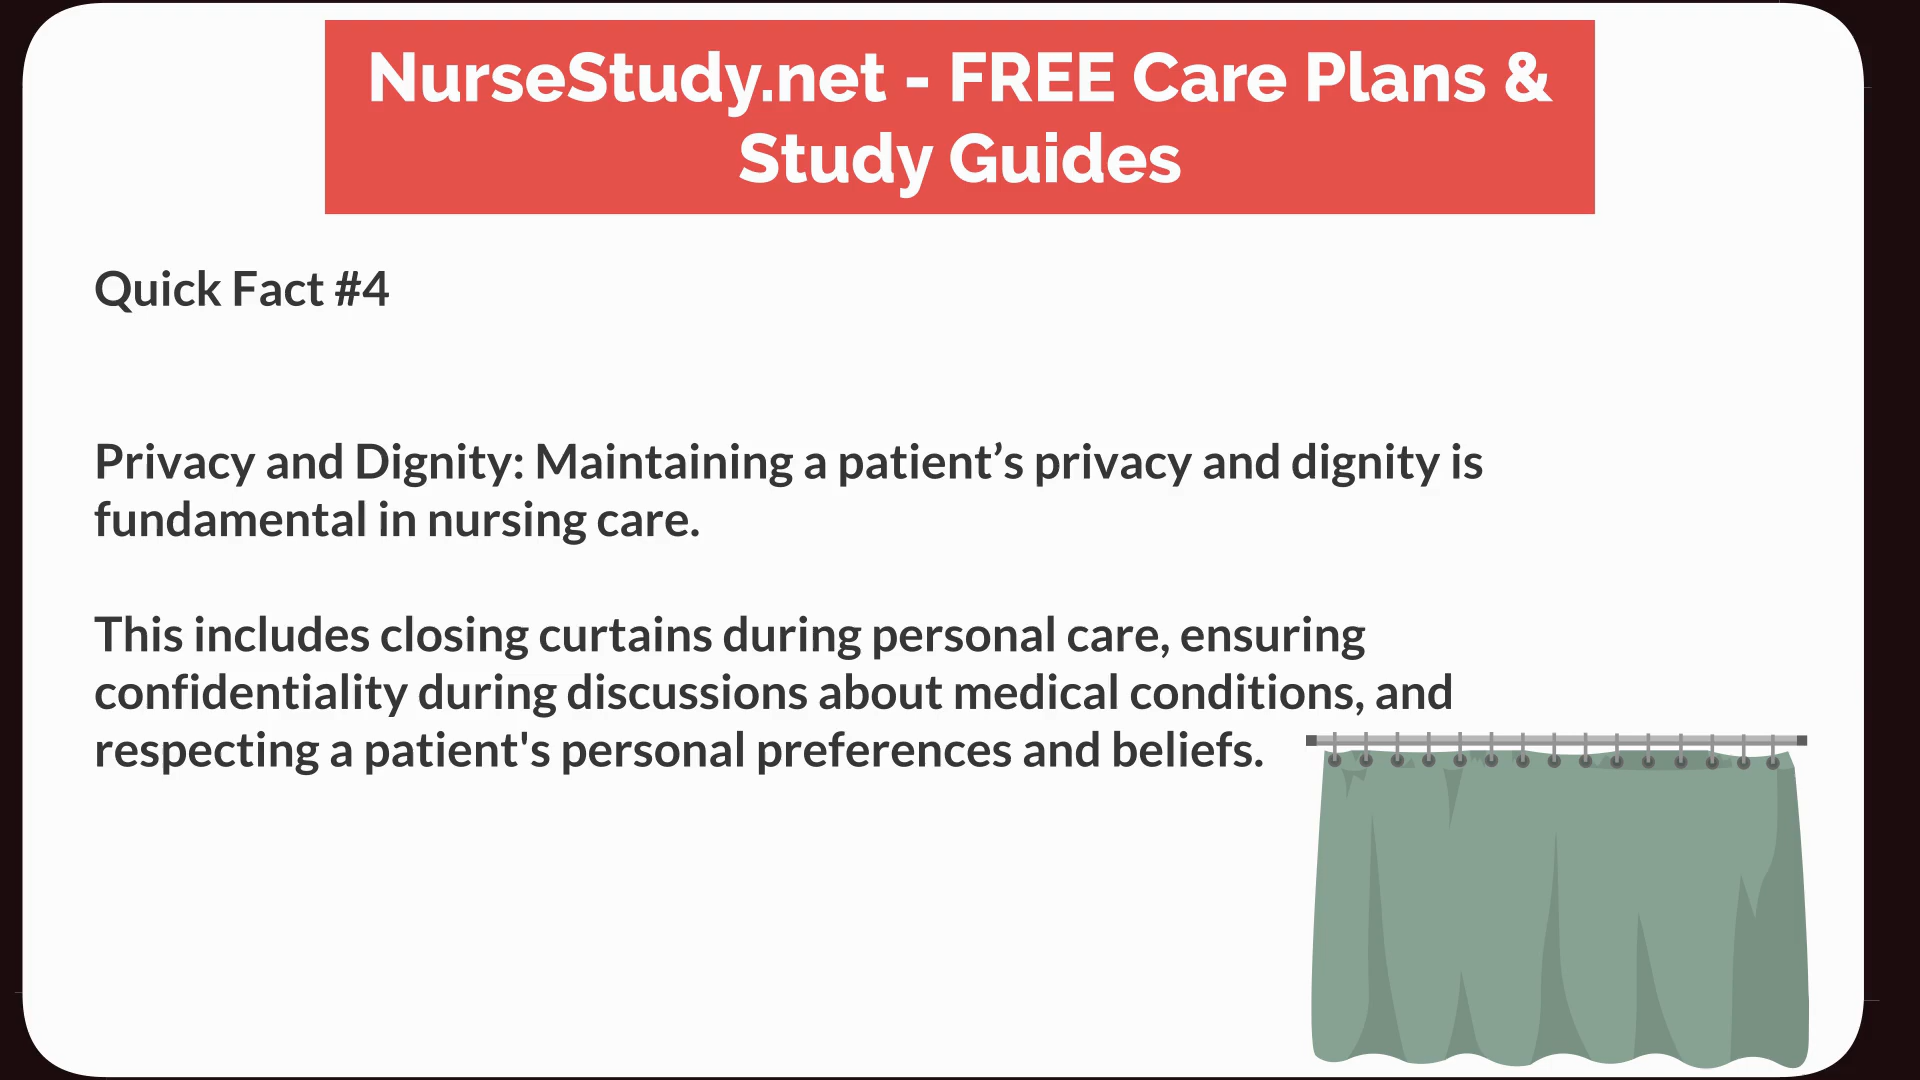 NurseStudy.net - FREE Care Plans &
Study Guides
Quick Fact #4
Privacy and Dignity: Maintaining a patient’s privacy and dignity is
fundamental in nursing care.
This includes closing curtains during personal care, ensuring
confidentiality during discussions about medical conditions, and
respecting a patient's personal preferences and beliefs.